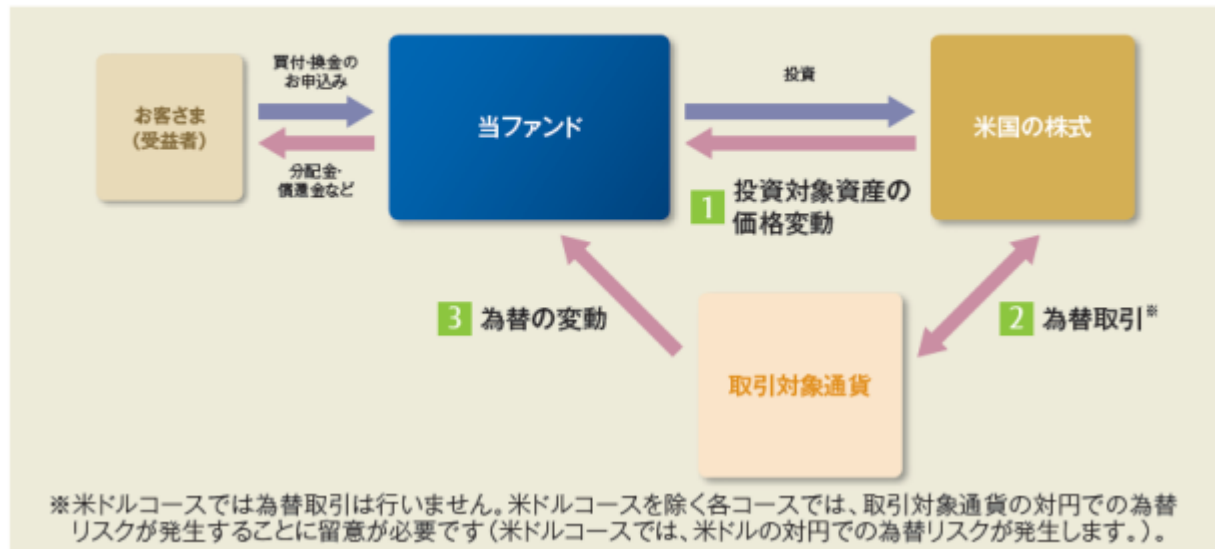 買付・換金の
お申込み
投資
お客さま
(受益者)
当ファンド
米国の株式
分配金・
償還金など
1 投資対象資産の
価格変動
3 為替の変動
2 為替取引※
取引対象通貨
※米ドルコースでは為替取引は行いません。米ドルコースを除く各コースでは、取引対象通貨の対円での為替
リスクが発生することに留意が必要です(米ドルコースでは、米ドルの対円での為替リスクが発生します。)。